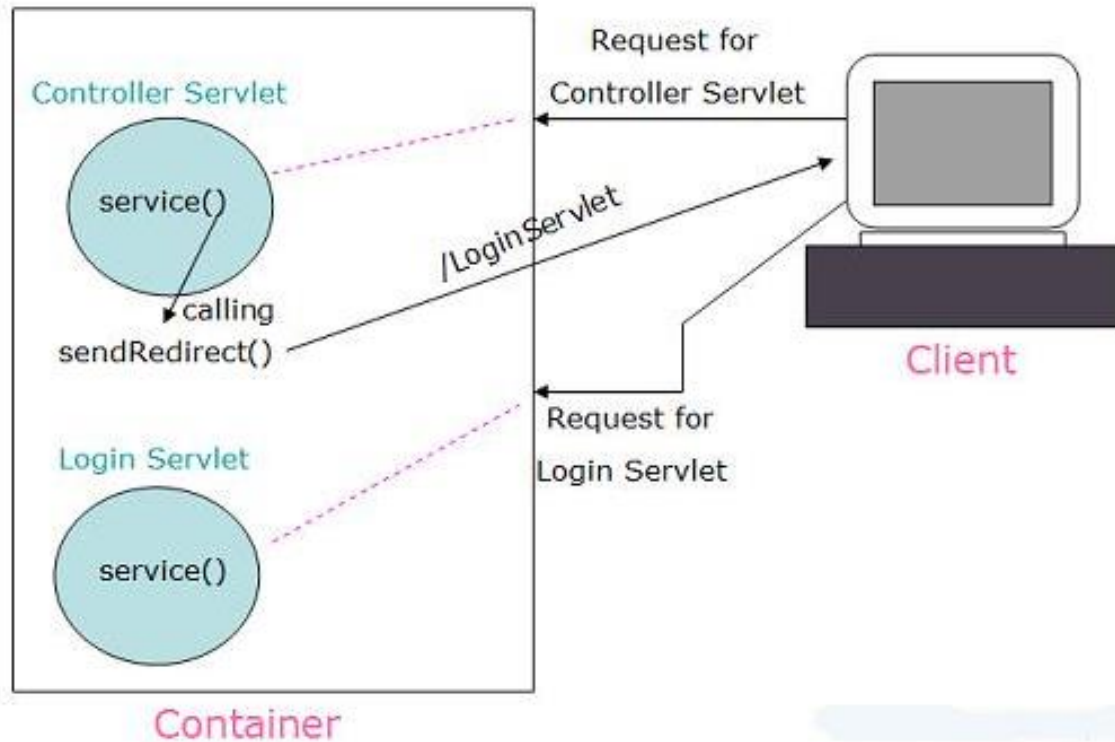 Request for
Controller Servlet
Controller Servlet
service()
/LoginServlet
calling
sendRedirect()
Client
Request for
Login Servlet
Login Servlet
service()
Container